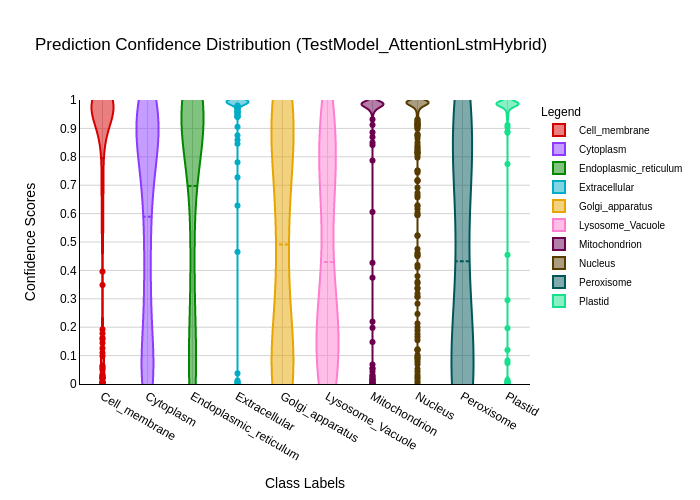 Prediction Confidence Distribution (TestModel_AttentionLstmHybrid)
Confidence Scores
1
0.9
0.8
0.7
0.6
0.5
0.4
0.3
0.2
0.1
0
Cell_membrane
Cytoplasm
Endoplasmic_reticulum
Extracellular
Golgi_apparatus
Lysosome_Vacuole
Mitochondrion
Nucleus
Peroxisome
Plastid
Class Labels
Legend
Cell_membrane
Cytoplasm
Endoplasmic_reticulum
Extracellular
Golgi_apparatus
Lysosome_Vacuole
Mitochondrion
Nucleus
Peroxisome
Plastid